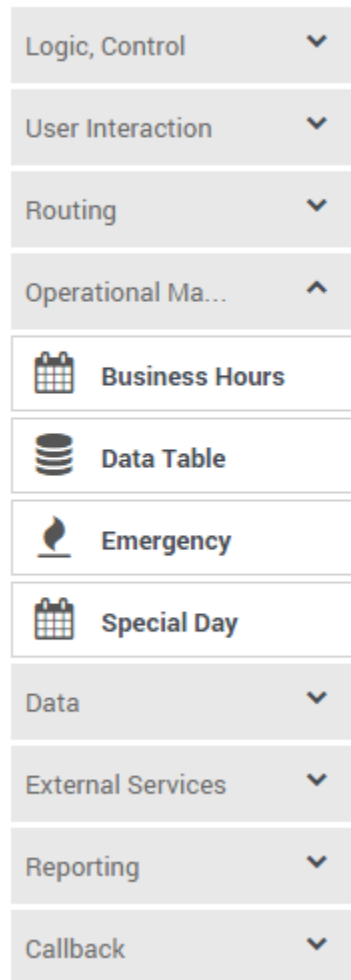 Logic, Control
User Interaction
Routing
Operational Ma...
Business Hours
Data Table
Emergency
Special Day
Data
External Services
Reporting
Callback